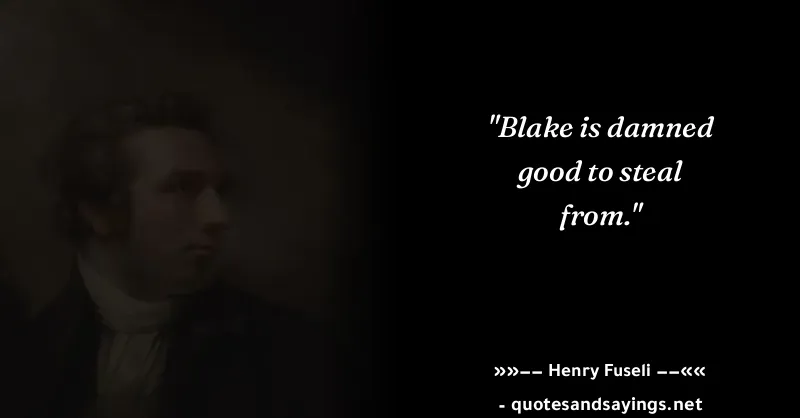 "Blake is damned
good to steal
from."
»»−− Henry Fuseli −−««
- quotesandsayings.net